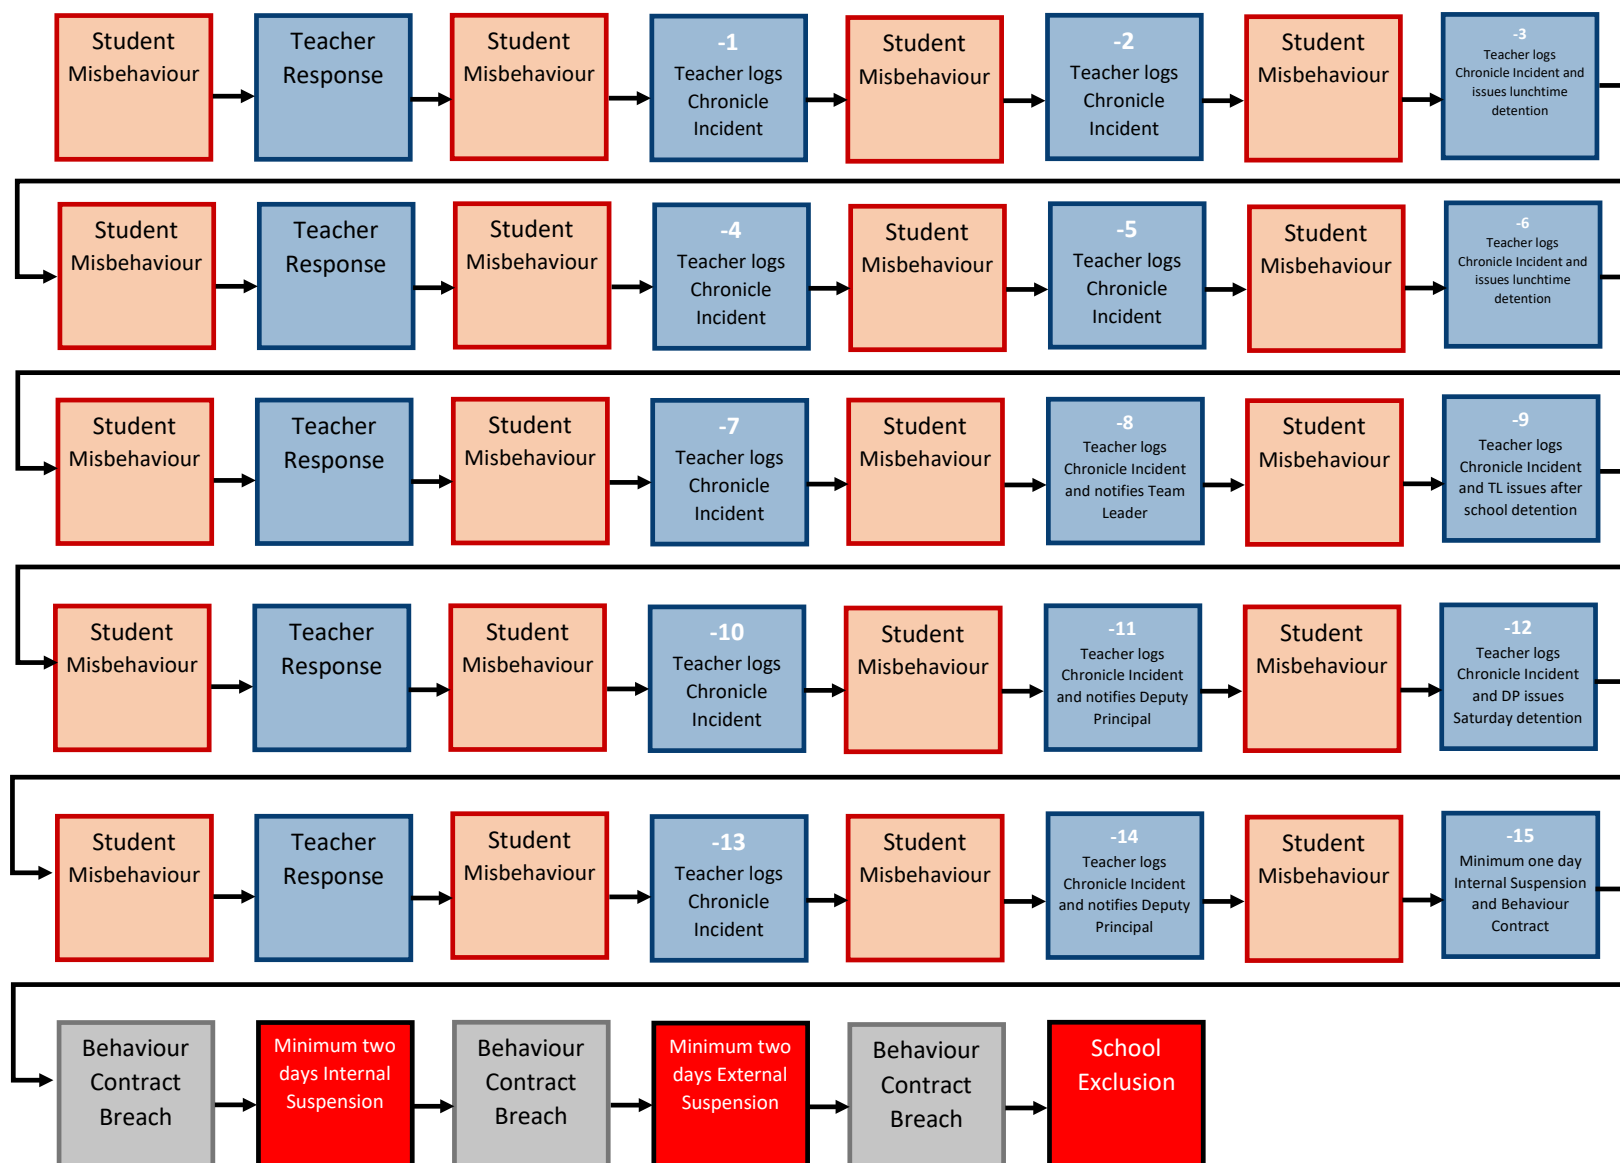 Student
Misbehaviour
Teacher
Response
Student
Misbehaviour
-1
Teacher logs
Chronicle
Incident
Student
Misbehaviour
-2
Teacher logs
Chronicle
Incident
Student
Misbehaviour
-3
Teacher logs
Chronicle Incident and
issues lunchtime
detention
Student
Misbehaviour
Teacher
Response
Student
Misbehaviour
-4
Teacher logs
Chronicle
Incident
Student
Misbehaviour
-5
Teacher logs
Chronicle
Incident
Student
Misbehaviour
-6
Teacher logs
Chronicle Incident and
issues lunchtime
detention
Student
Misbehaviour
Teacher
Response
Student
Misbehaviour
-7
Teacher logs
Chronicle
Incident
Student
Misbehaviour
-8
Teacher logs
Chronicle Incident
and notifies Team
Leader
Student
Misbehaviour
-9
Teacher logs
Chronicle Incident
and TL issues after
school detention
Student
Misbehaviour
Teacher
Response
Student
Misbehaviour
-10
Teacher logs
Chronicle
Incident
Student
Misbehaviour
-11
Teacher logs
Chronicle Incident
and notifies Deputy
Principal
Student
Misbehaviour
-12
Teacher logs
Chronicle Incident
and DP issues
Saturday detention
Student
Misbehaviour
Teacher
Response
Student
Misbehaviour
-13
Teacher logs
Chronicle
Incident
Student
Misbehaviour
-14
Teacher logs
Chronicle Incident
and notifies Deputy
Principal
Student
Misbehaviour
-15
Minimum one day
Internal Suspension
and Behaviour
Contract
Behaviour
Contract
Breach
Minimum two
days Internal
Suspension
Behaviour
Contract
Breach
Minimum two
days External
Suspension
Behaviour
Contract
Breach
School
Exclusion